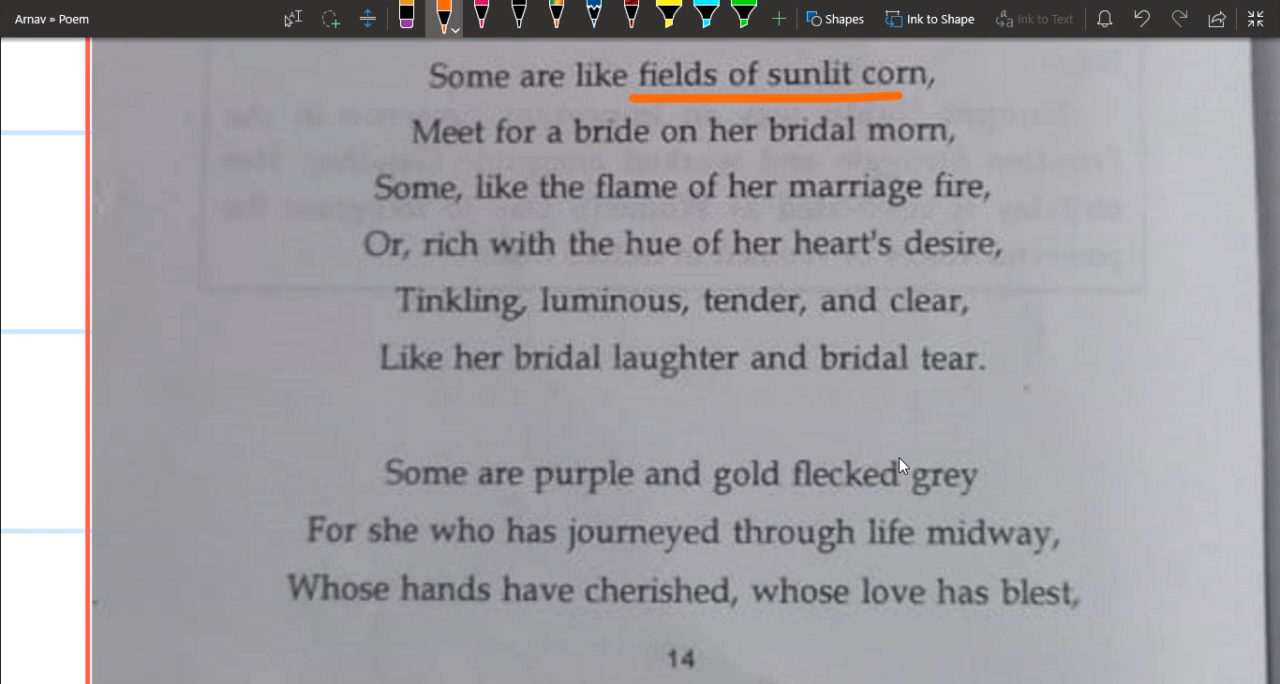 Arnav » Poem
Shapes
Ink to Shape
Ink to Text
Some are like fields of sunlit corn,
Meet for a bride on her bridal morn,
Some, like the flame of her marriage fire,
Or, rich with the hue of her heart's desire,
Tinkling, luminous, tender, and clear,
Like her bridal laughter and bridal tear.
Some are purple and gold flecked grey
For she who has journeyed through life midway,
Whose hands have cherished, whose love has blest,
14